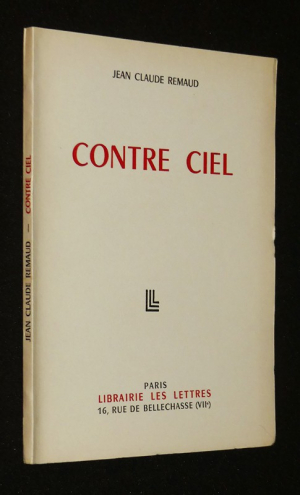 JEAN CLAUDE REMAUD
CONTRE CIEL
LLL
PARIS
LIBRAIRIE LES LETTRES
16, RUE DE BELLECHASSE (VIIe)
JEAN CLAUDE REMAUD — CONTRE CIEL